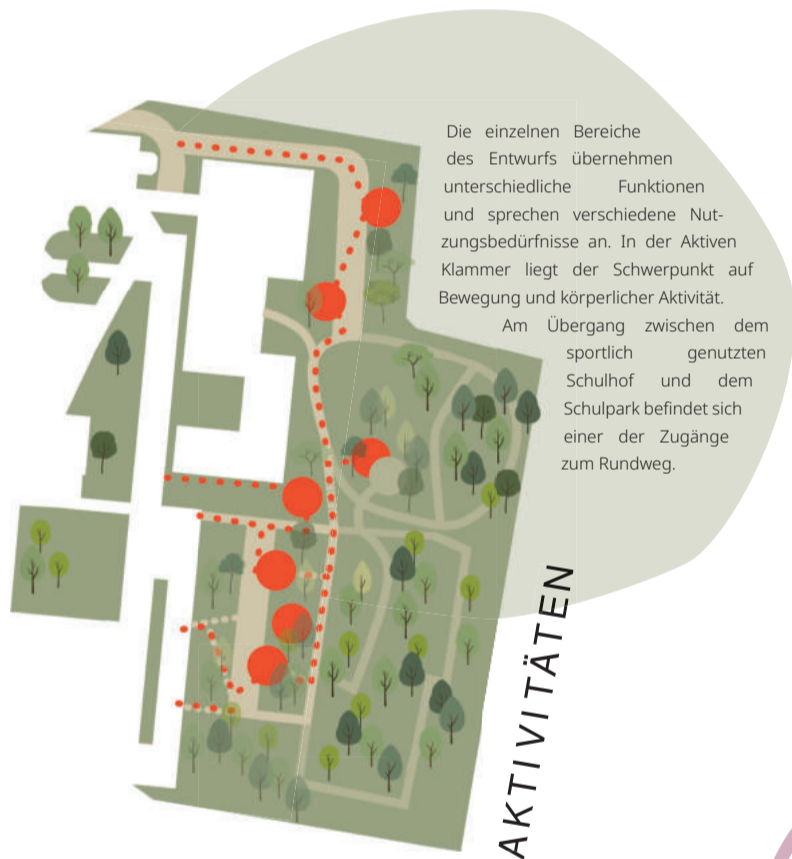 Die einzelnen Bereiche
des Entwurfs übernehmen
unterschiedliche Funktionen
und sprechen verschiedene Nut-
zungsbedürfnisse an. In der Aktiven
Klammer liegt der Schwerpunkt auf
Bewegung und körperlicher Aktivität.
Am Übergang zwischen dem
sportlich genutzten
Schulhof und dem
Schulpark befindet sich
einer der Zugänge
zum Rundweg.
AKTIVITÄTEN